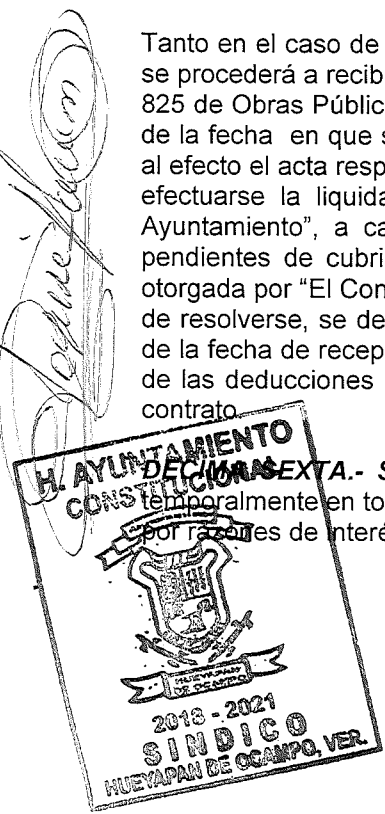 Tanto en el caso de
se procederá a recib
825 de Obras Públic
de la fecha en que s
al efecto el acta resp
efectuarse la liquida
Ayuntamiento", a ca
pendientes de cubri
otorgada por "El Con
de resolverse, se de
de la fecha de recep
de las deducciones
contrato.
DECIMA SEXTA.- S
temporalmente en to
por razones de interé
H. AYUNTAMIENTO
CONSTITUCIONAL
HUEYAPAN
DE OCAMPO
2018 - 2021
SINDICO
HUEYAPAN DE OCAMPO, VER.